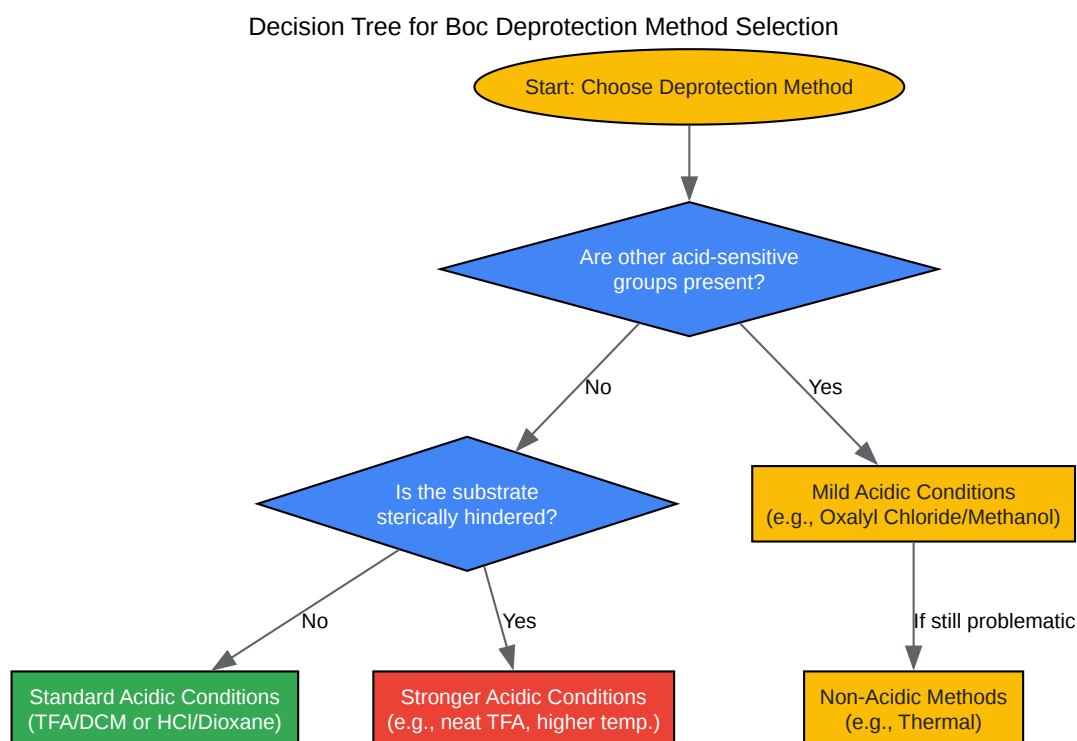 Decision Tree for Boc Deprotection Method Selection
Start: Choose Deprotection Method
Are other acid-sensitive
groups present?
No
Yes
Is the substrate
sterically hindered?
Mild Acidic Conditions
(e.g., Oxalyl Chloride/Methanol)
No
Yes
If still problematic
Standard Acidic Conditions
(TFA/DCM or HCl/Dioxane)
Stronger Acidic Conditions
(e.g., neat TFA, higher temp.)
Non-Acidic Methods
(e.g., Thermal)